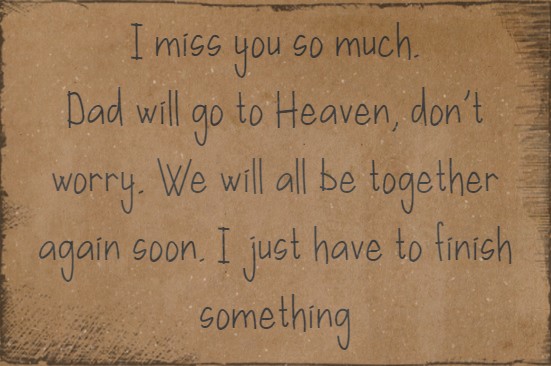 I miss you so much.
Dad will go to Heaven, don't
worry. We will all be together
again soon. I just have to finish
something